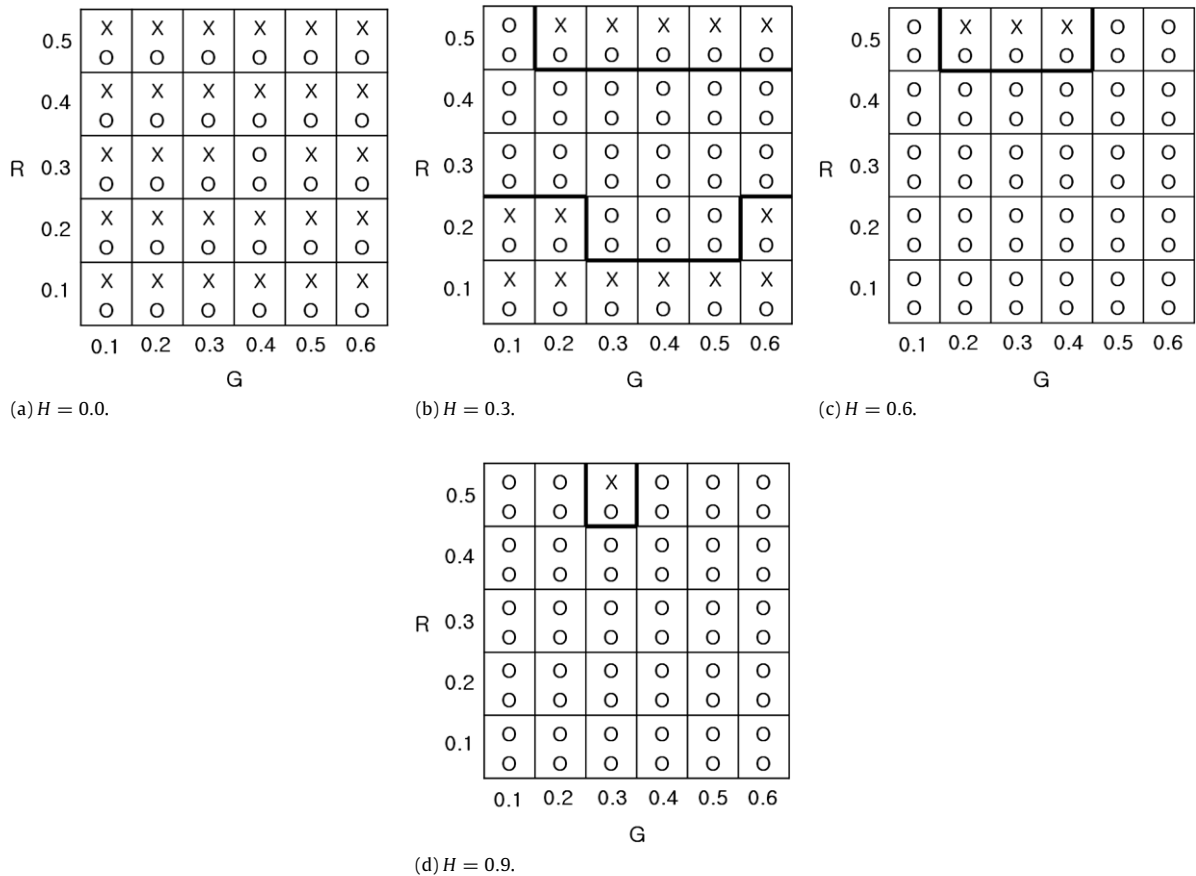 X X X X X X
0.5
O O O O O O
X X X X X X
0.4
O O O O O O
X X X O X X
R 0.3
O O O O O O
X X X X X X
0.2
O O O O O O
X X X X X X
0.1
O O O O O O
0.1 0.2 0.3 0.4 0.5 0.6
G
(a) H = 0.0.
O X X X X X
0.5
O O O O O O
O O O O O O
0.4
O O O O O O
O O O O O O
R 0.3
O O O O O O
X X O O O X
0.2
O O O O O O
X X X X X X
0.1
O O O O O O
0.1 0.2 0.3 0.4 0.5 0.6
G
(b) H = 0.3.
O X X X O O
0.5
O O O O O O
O O O O O O
0.4
O O O O O O
O O O O O O
R 0.3
O O O O O O
O O O O O O
0.2
O O O O O O
O O O O O O
0.1
O O O O O O
0.1 0.2 0.3 0.4 0.5 0.6
G
(c) H = 0.6.
O O X O O O
0.5
O O O O O O
O O O O O O
0.4
O O O O O O
O O O O O O
R 0.3
O O O O O O
O O O O O O
0.2
O O O O O O
O O O O O O
0.1
O O O O O O
0.1 0.2 0.3 0.4 0.5 0.6
G
(d) H = 0.9.